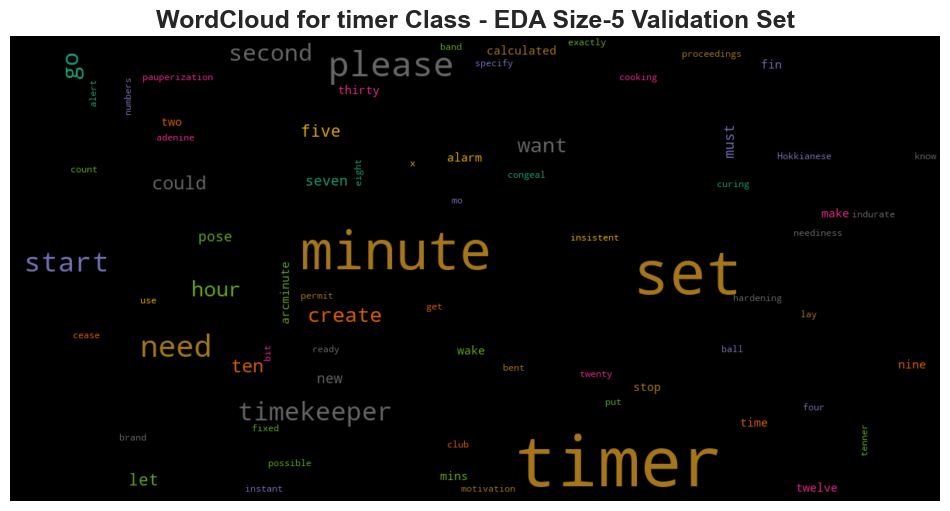 WordCloud for timer Class - EDA Size-5 Validation Set
go
second
please
band
specify
calculated
exactly
proceedings
fin
alert
numbers
pauperization
thirty
cooking
two
adenine
five
x
alarm
want
must
Hokkianese
know
count
could
seven
eight
congeal
curing
mo
make
indurate
start
pose
minute
insistent
set
neediness
hour
use
arcminute
permit
create
get
hardening
lay
cease
need
ten
bit
ready
new
wake
bent
twenty
stop
ball
nine
timekeeper
put
four
time
brand
fixed
club
timer
tenner
let
possible
instant
mins
motivation
twelve